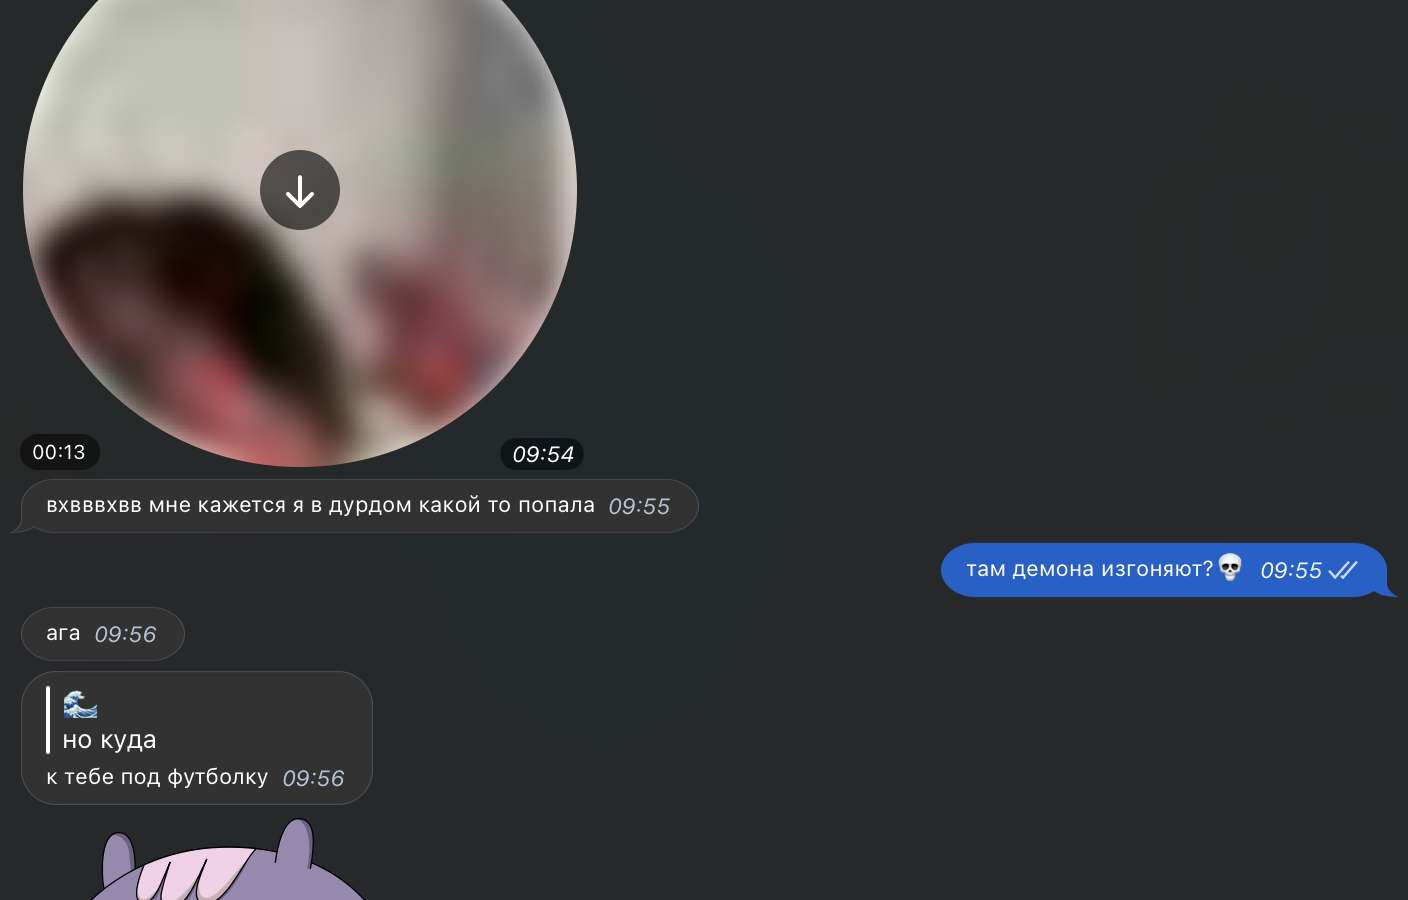 00:13
09:54
вхвввхвв мне кажется я в дурдом какой то попала 09:55
там демона изгоняют?💀 09:55
ага 09:56
🌊
но куда
к тебе под футболку 09:56